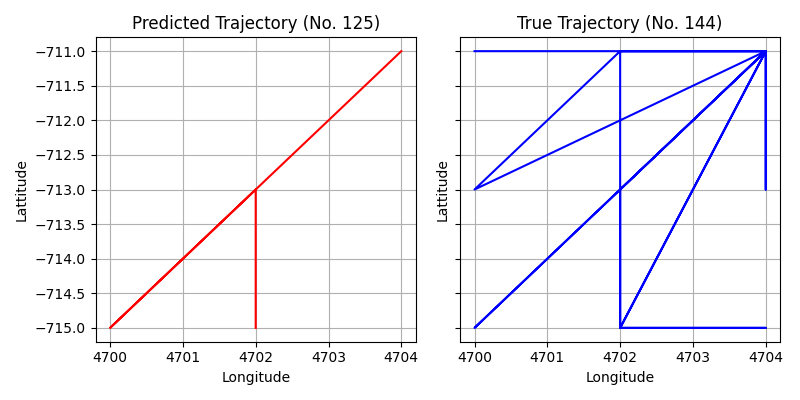 Predicted Trajectory (No. 125)
Lattitude
−711.0
−711.5
−712.0
−712.5
−713.0
−713.5
−714.0
−714.5
−715.0
4700 4701 4702 4703 4704
Longitude
True Trajectory (No. 144)
Lattitude
4700 4701 4702 4703 4704
Longitude